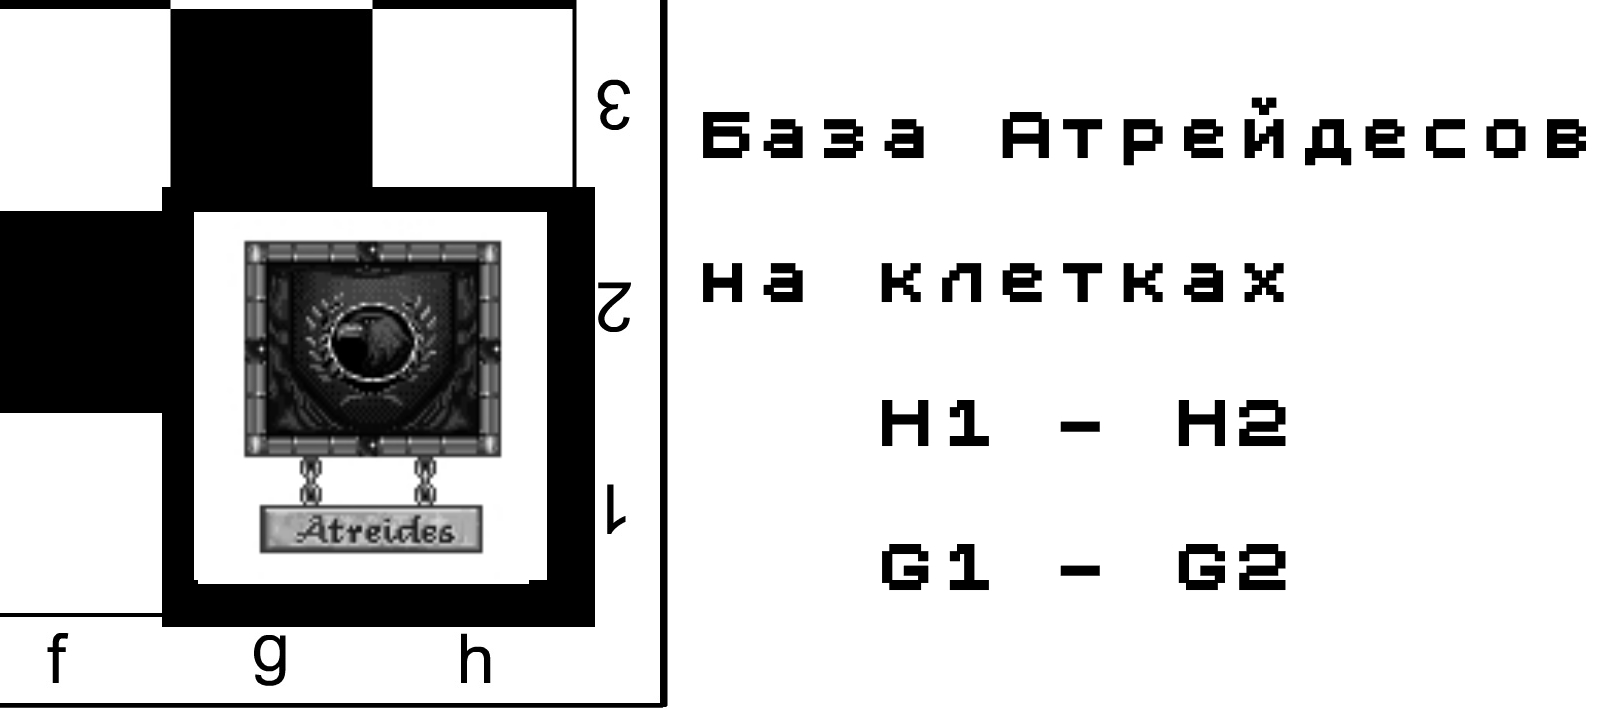 3
База Атрейдесов
2
на клетках
H1 - H2
Atreides
1
G1 - G2
f g h